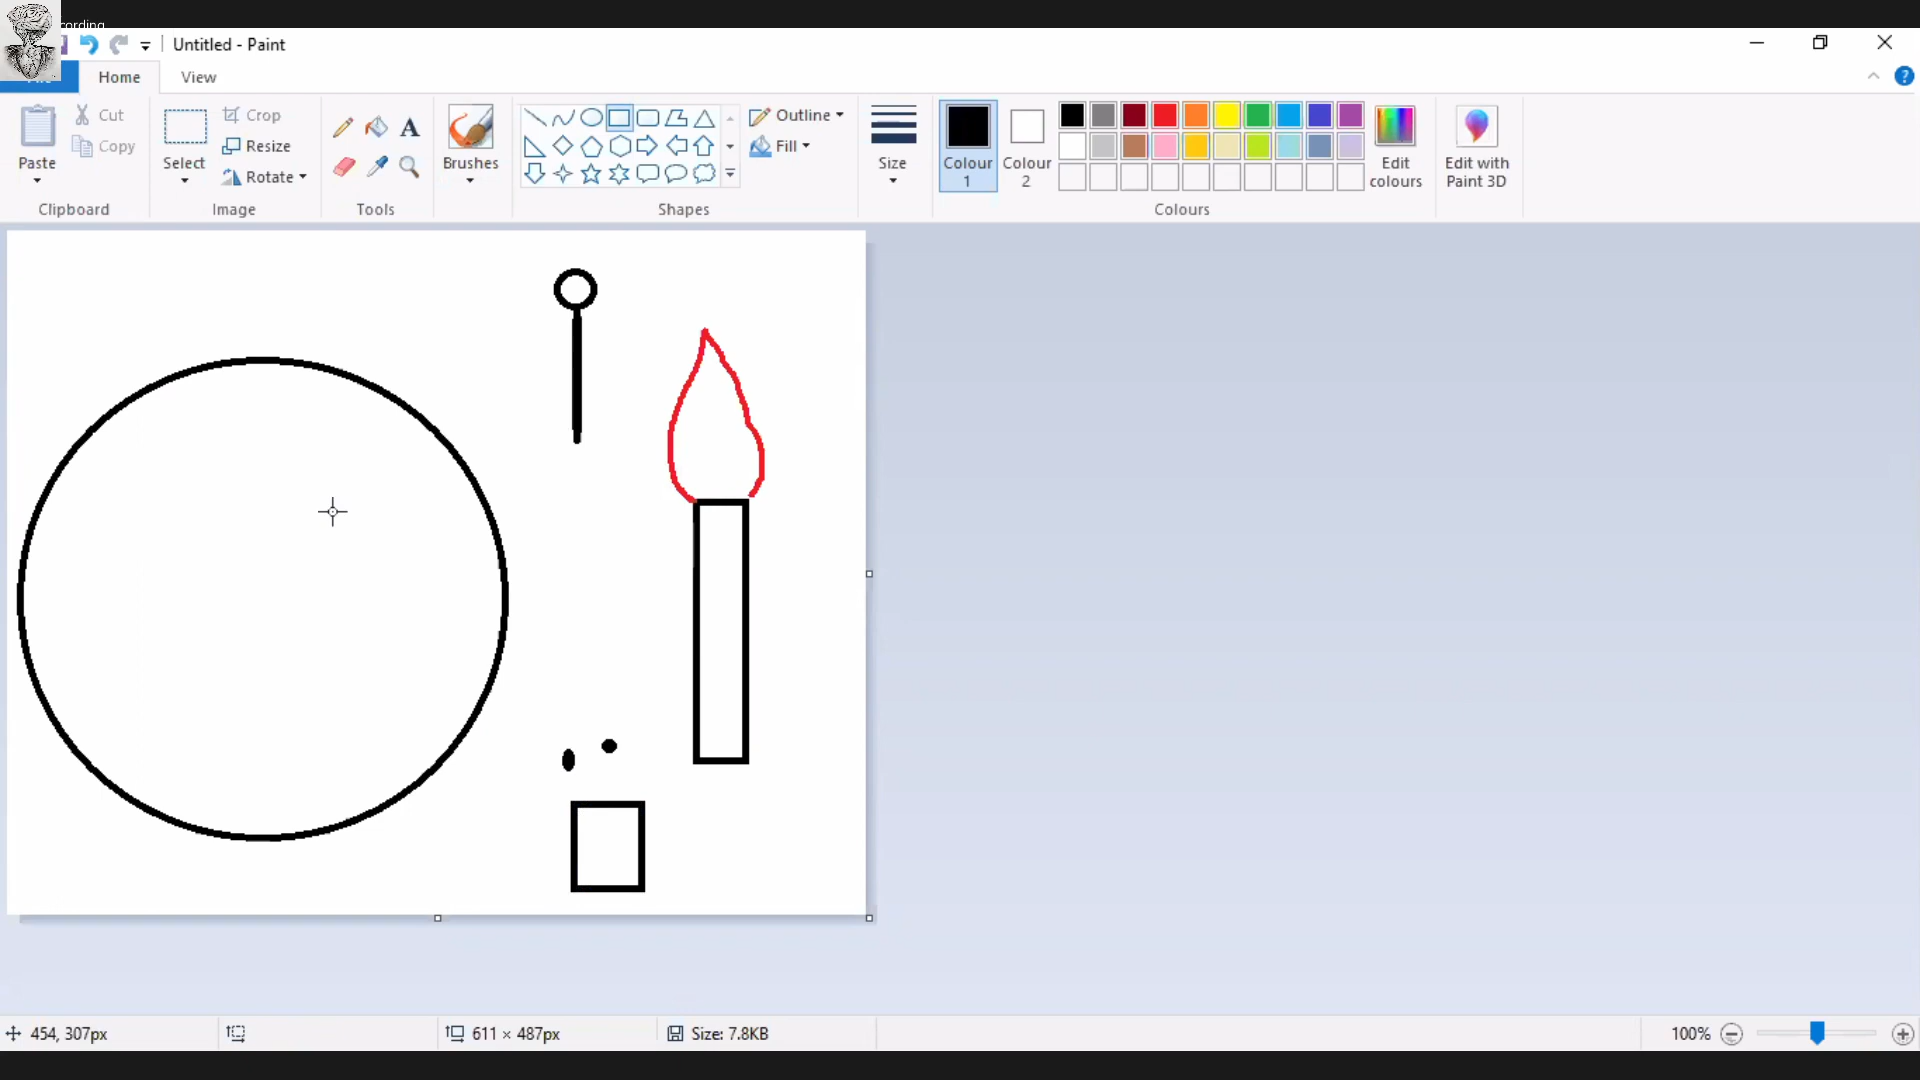 cording
Untitled - Paint
Home
View
Paste
Cut
Copy
Clipboard
Select
Crop
Resize
Rotate
Image
A
Tools
Brushes
Shapes
Outline
Fill
Size
Colour
1
Colour
2
Edit
colours
Colours
Edit with
Paint 3D
454, 307px
611 × 487px
Size: 7.8KB
100%